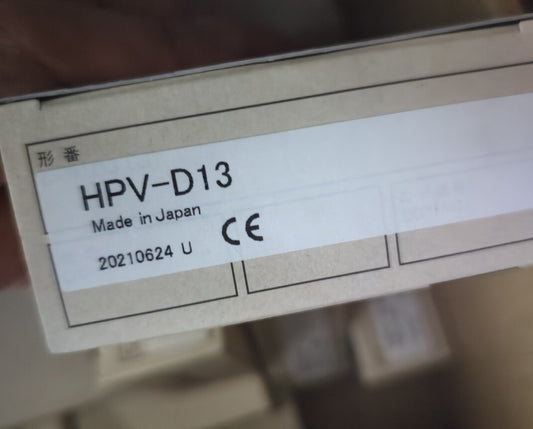 形番
HPV-D13
Made in Japan
CE
20210624 U